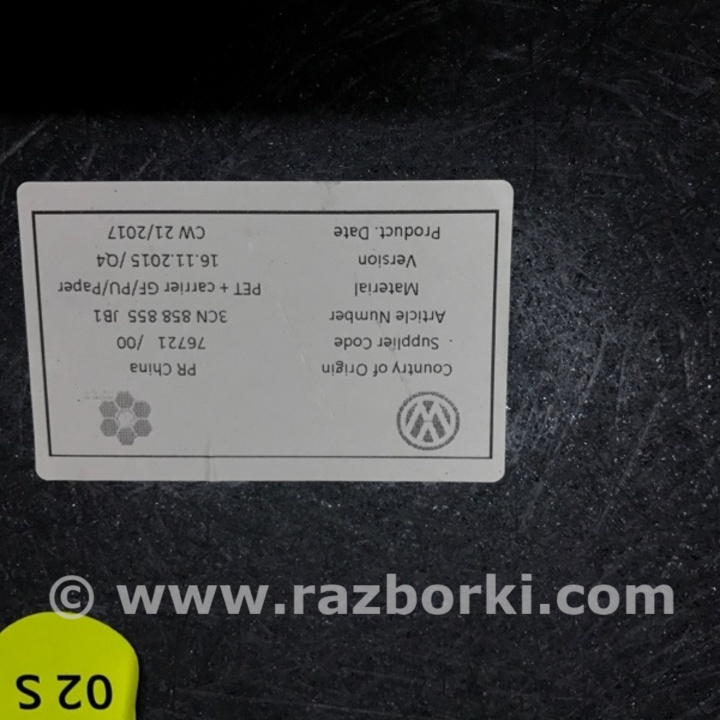 Country of Origin PR China
Supplier Code 76721 /00
Article Number 3CN 858 855 JB1
Material PET + carrier GF/PU/Paper
Version 16.11.2015 /Q4
Product. Date CW 21/2017
© www.razborki.com
02 S